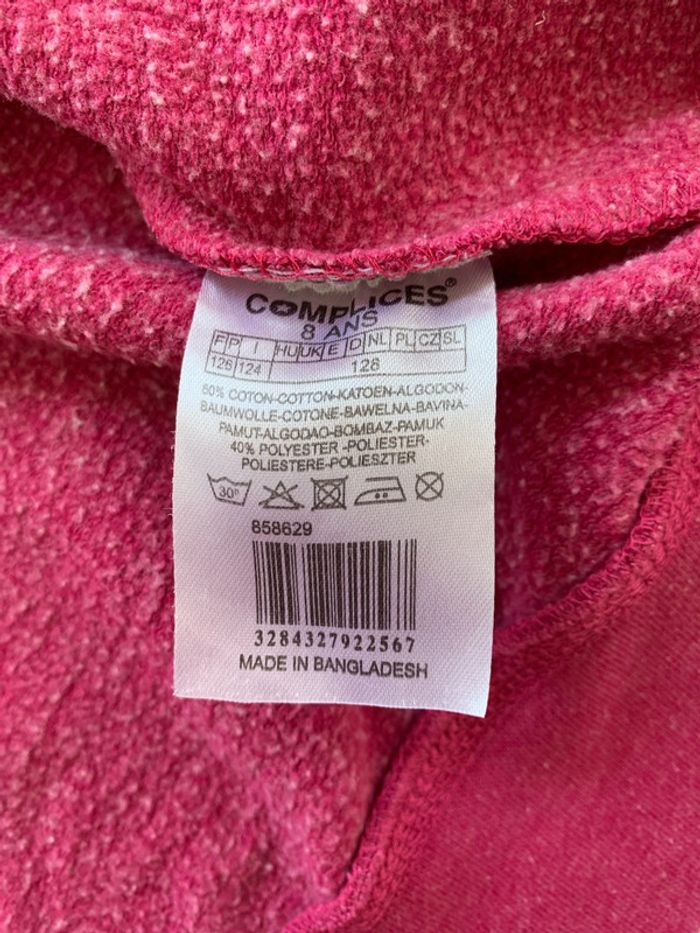 COMPLICES®
8 ANS
F P I HU UK E D NL PL CZ SL
126 124 128
60% COTON-COTTON-KATOEN-ALGODON-
BAUMWOLLE-COTONE-BAWELNA-BAVINA-
PAMUT-ALGODAO-BOMBAZ-PAMUK
40% POLYESTER -POLIESTER-
POLIESTERE-POLIESZTER
30°
858629
3284327922567
MADE IN BANGLADESH